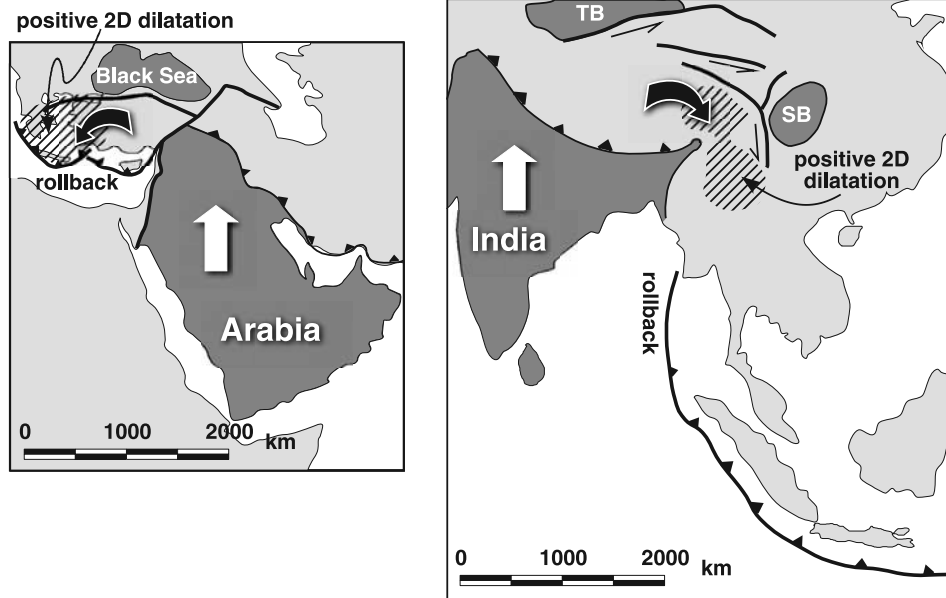 positive 2D
dilatation
Black Sea
rollback
Arabia
0 1000 2000 km
TB
SB
positive 2D
dilatation
India
rollback
0 1000 2000 km